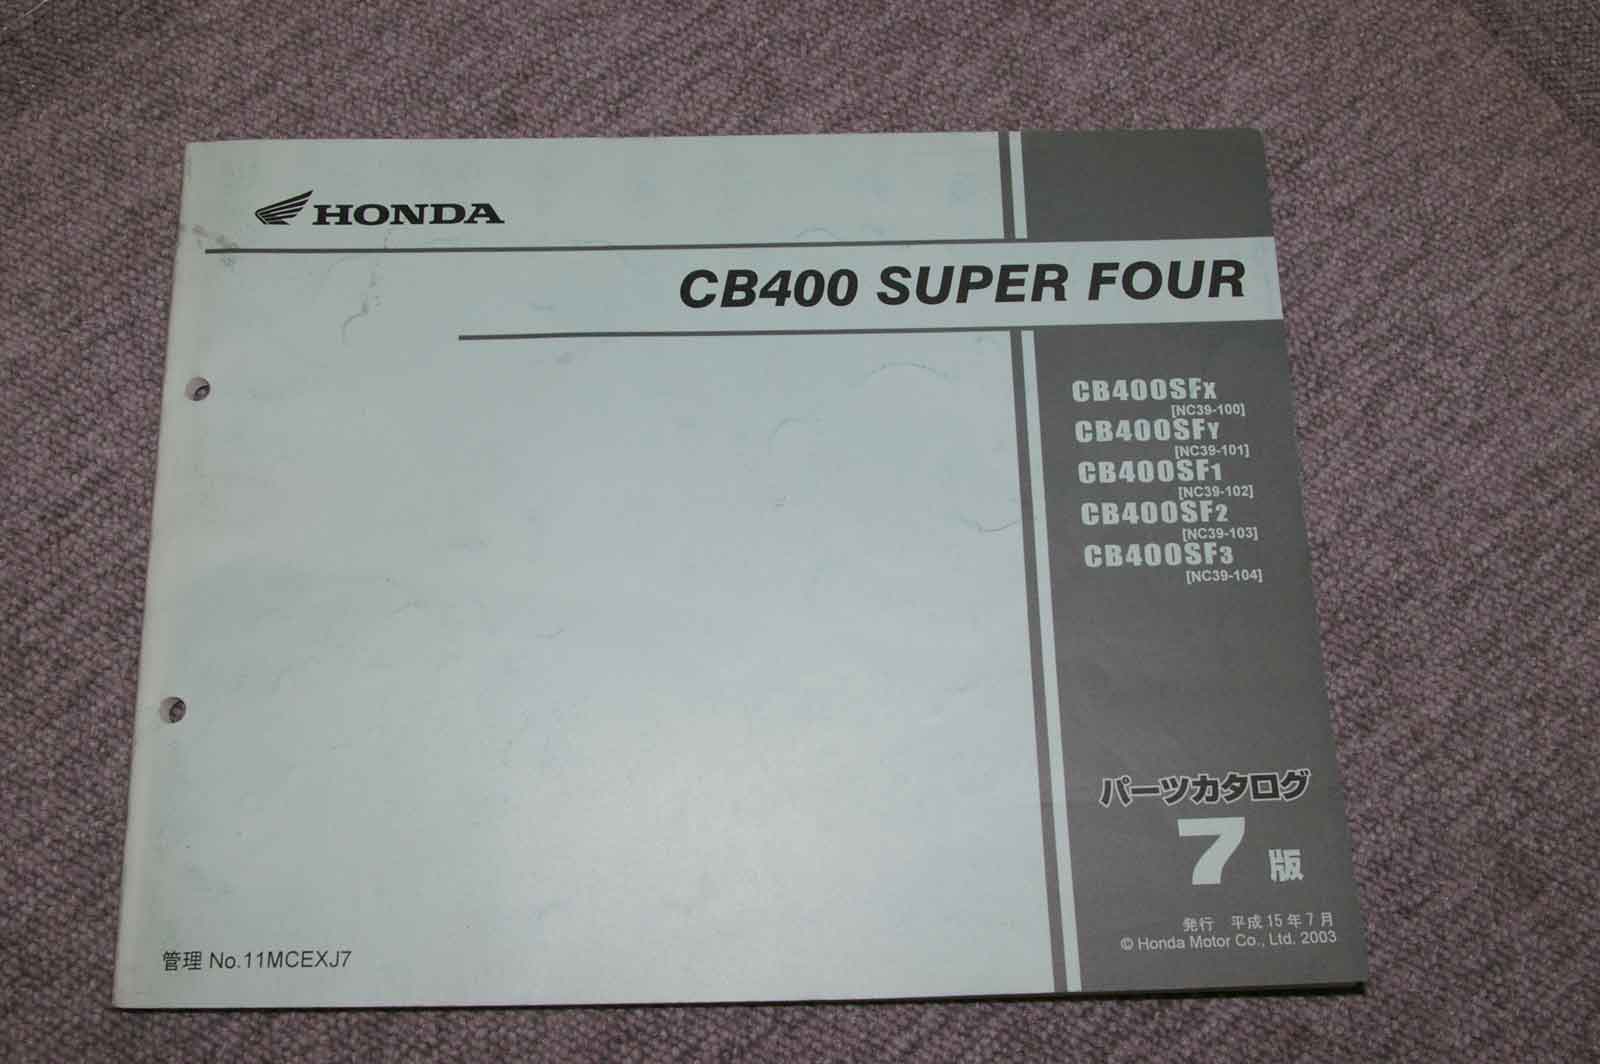 HONDA
CB400 SUPER FOUR
CB400SFX
[NC39-100]
CB400SFY
[NC39-101]
CB400SF1
[NC39-102]
CB400SF2
[NC39-103]
CB400SF3
[NC39-104]
パーツカタログ
7版
発行 平成15年7月
© Honda Motor Co., Ltd. 2003
管理 No.11MCEXJ7